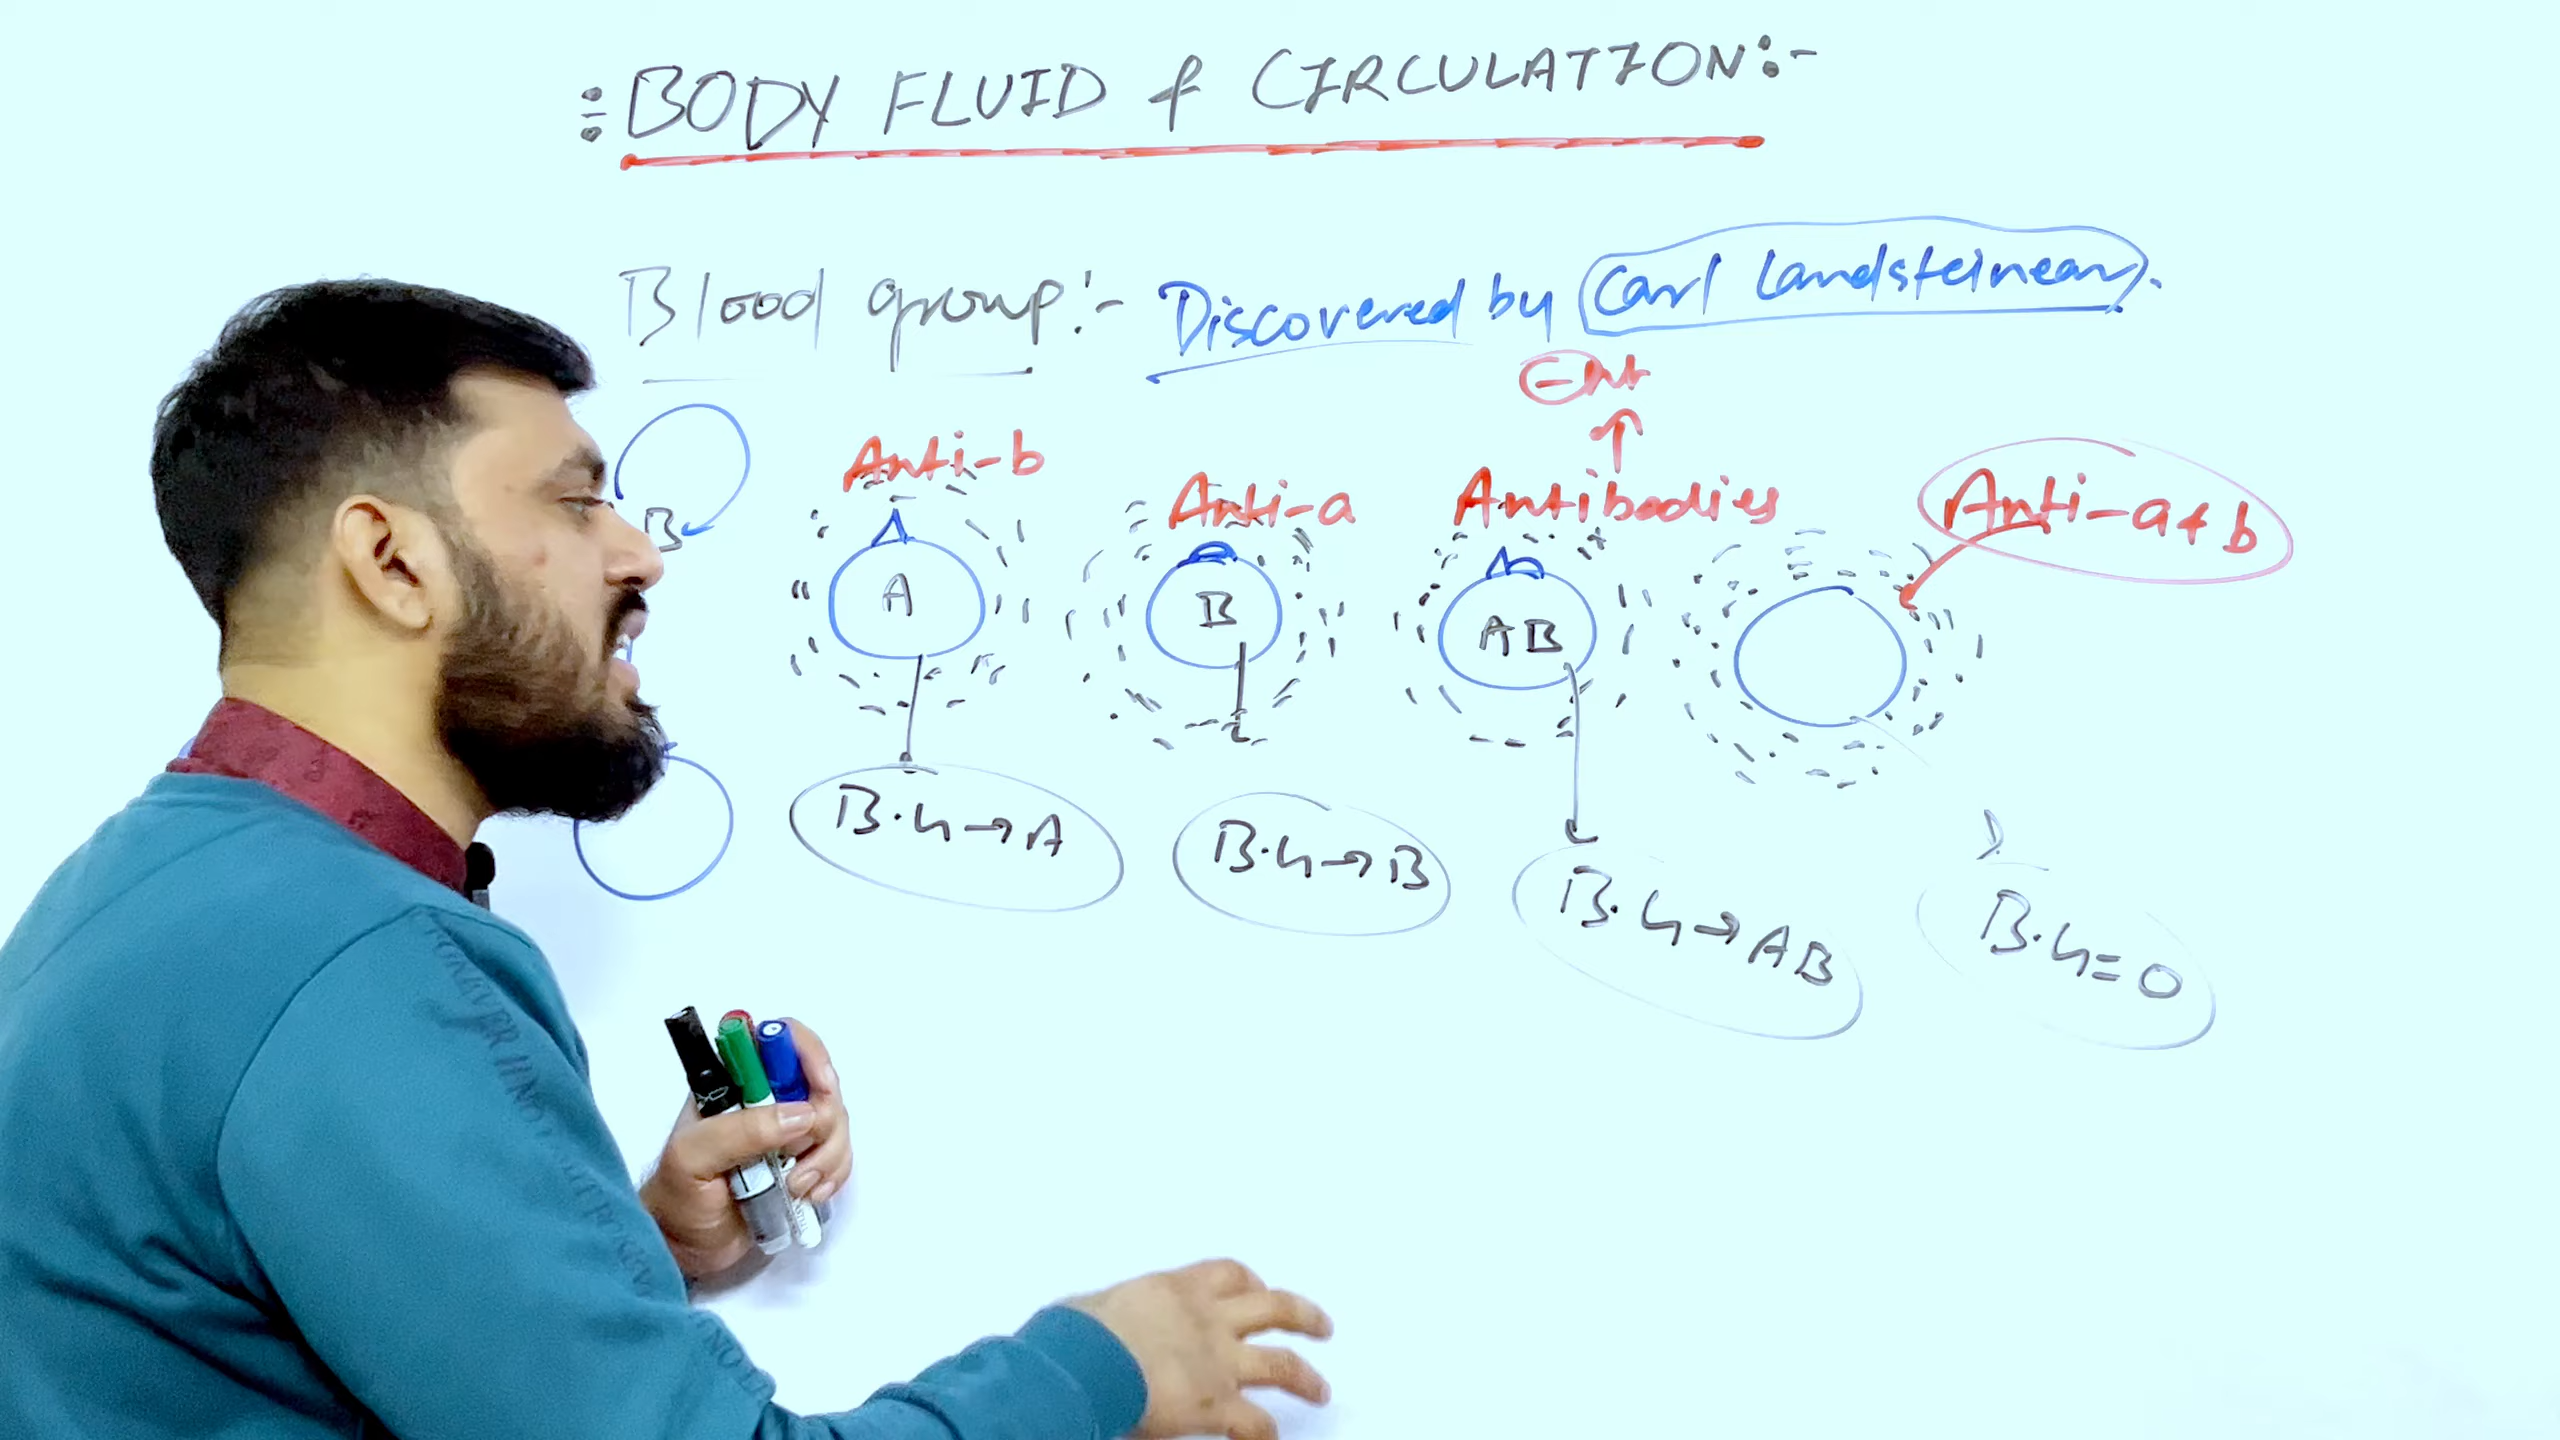 :BODY FLUID & CIRCULATION:-
Blood group:- Discovered by Carl Landsteinear.
Anti-b
Anti-a
Antibodies
Anti-a & b
B
A
B
AB
B.G→A
B.G→B
B.G→AB
B.G=O